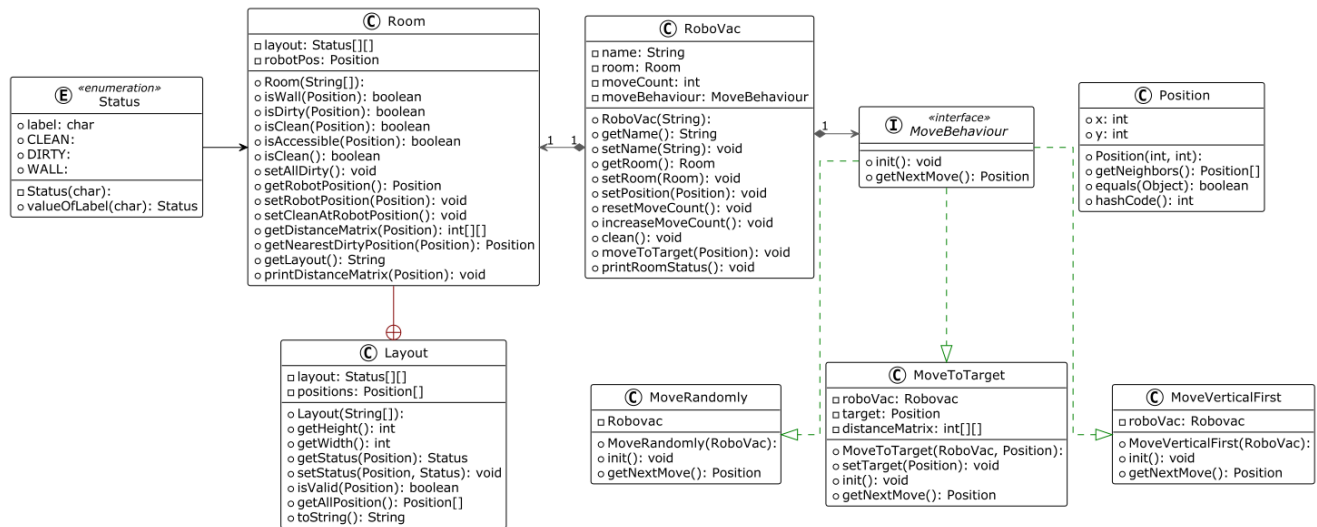 E «enumeration»
Status
label: char
CLEAN:
DIRTY:
WALL:
Status(char):
valueOfLabel(char): Status
C Room
layout: Status[][]
robotPos: Position
Room(String[]):
isWall(Position): boolean
isDirty(Position): boolean
isClean(Position): boolean
isAccessible(Position): boolean
isClean(): boolean
setAllDirty(): void
getRobotPosition(): Position
setRobotPosition(Position): void
setCleanAtRobotPosition(): void
getDistanceMatrix(Position): int[][]
getNearestDirtyPosition(Position): Position
getLayout(): String
printDistanceMatrix(Position): void
1 1
C RoboVac
name: String
room: Room
moveCount: int
moveBehaviour: MoveBehaviour
RoboVac(String):
getName(): String
setName(String): void
getRoom(): Room
setRoom(Room): void
setPosition(Position): void
resetMoveCount(): void
increaseMoveCount(): void
clean(): void
moveToTarget(Position): void
printRoomStatus(): void
1
I «interface»
MoveBehaviour
init(): void
getNextMove(): Position
C Position
x: int
y: int
Position(int, int):
getNeighbors(): Position[]
equals(Object): boolean
hashCode(): int
C Layout
layout: Status[][]
positions: Position[]
Layout(String[]):
getHeight(): int
getWidth(): int
getStatus(Position): Status
setStatus(Position, Status): void
isValid(Position): boolean
getAllPosition(): Position[]
toString(): String
C MoveRandomly
Robovac
MoveRandomly(RoboVac):
init(): void
getNextMove(): Position
C MoveToTarget
roboVac: Robovac
target: Position
distanceMatrix: int[][]
MoveToTarget(RoboVac, Position):
setTarget(Position): void
init(): void
getNextMove(): Position
C MoveVerticalFirst
roboVac: Robovac
MoveVerticalFirst(RoboVac):
init(): void
getNextMove(): Position